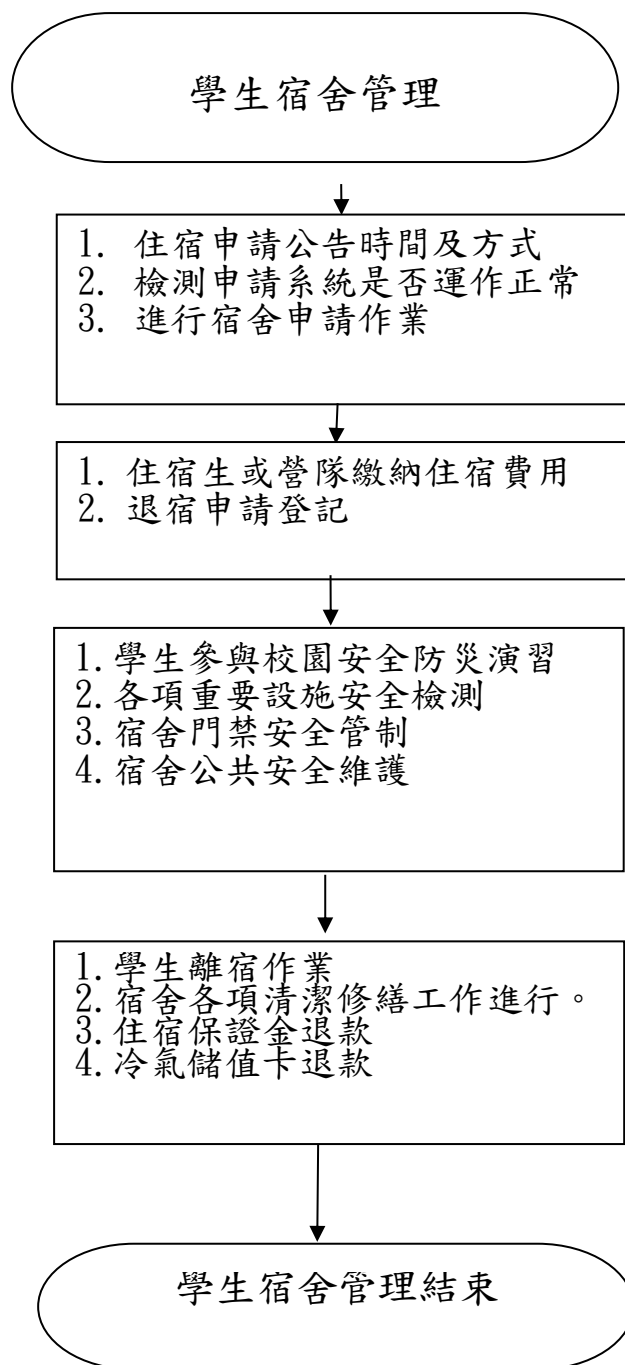 學生宿舍管理
1. 住宿申請公告時間及方式
2. 檢測申請系統是否運作正常
3. 進行宿舍申請作業
1. 住宿生或營隊繳納住宿費用
2. 退宿申請登記
1.學生參與校園安全防災演習
2.各項重要設施安全檢測
3.宿舍門禁安全管制
4.宿舍公共安全維護
1.學生離宿作業
2.宿舍各項清潔修繕工作進行。
3.住宿保證金退款
4.冷氣儲值卡退款
學生宿舍管理結束